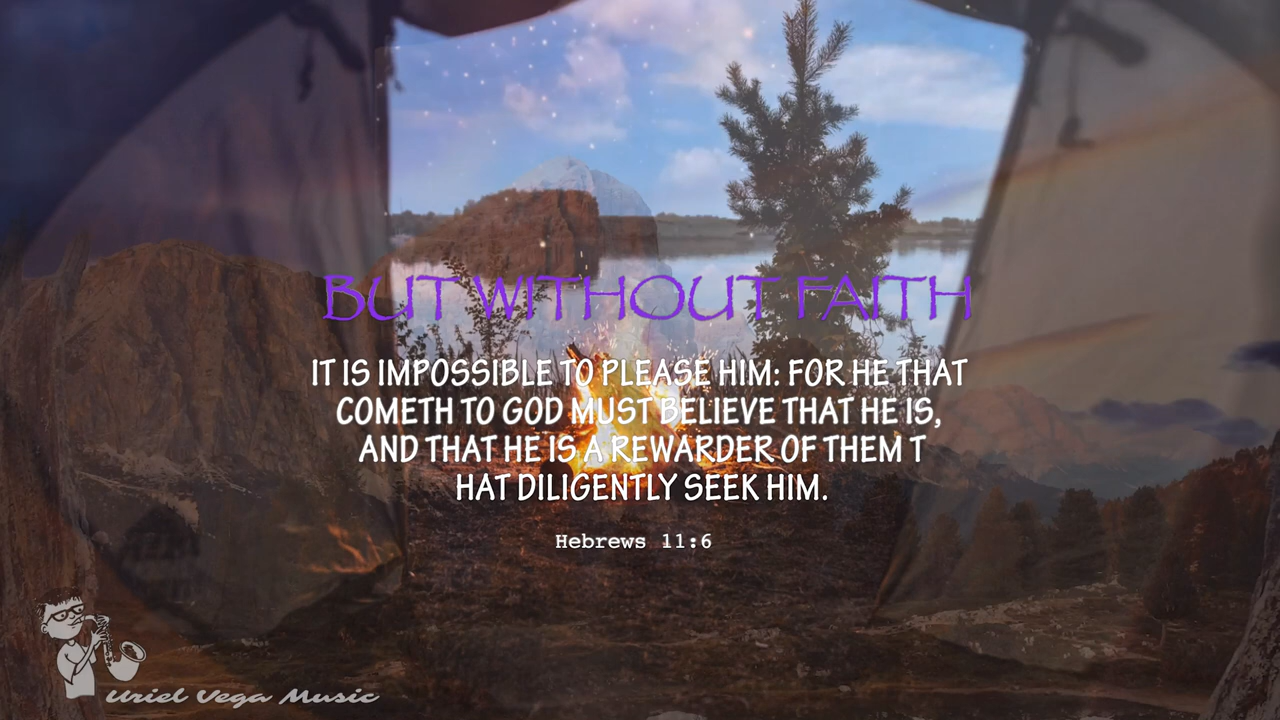 BUT WITHOUT FAITH
IT IS IMPOSSIBLE TO PLEASE HIM: FOR HE THAT
COMETH TO GOD MUST BELIEVE THAT HE IS,
AND THAT HE IS A REWARDER OF THEM T
HAT DILIGENTLY SEEK HIM.
Hebrews 11:6
Uriel Vega Music